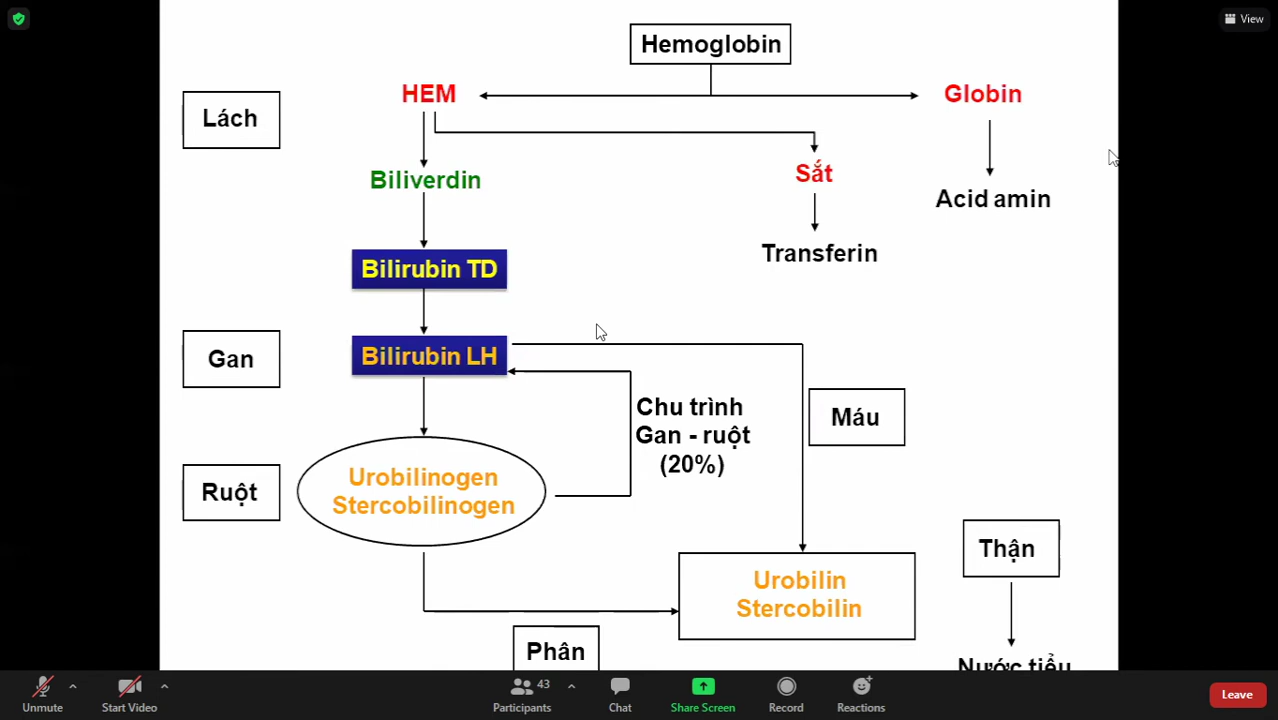 View
Hemoglobin
HEM
Globin
Lách
Sắt
Biliverdin
Acid amin
Transferin
Bilirubin TD
Gan
Bilirubin LH
Chu trình
Gan - ruột
(20%)
Máu
Ruột
Urobilinogen
Stercobilinogen
Thận
Urobilin
Stercobilin
Phân
Nước tiểu
Unmute
Start Video
Participants
43
Chat
Share Screen
Record
Reactions
Leave